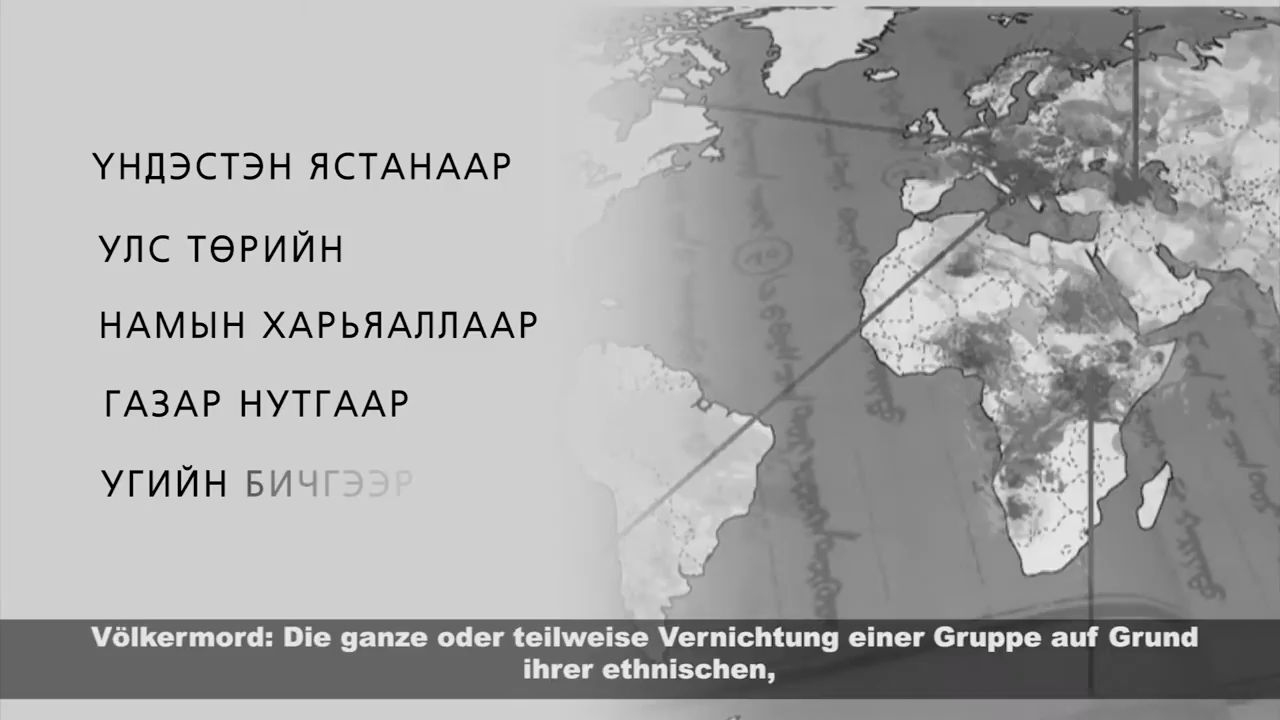 ҮНДЭСТЭН ЯСТАНААР
УЛС ТӨРИЙН
НАМЫН ХАРЬЯАЛЛААР
ГАЗАР НУТГААР
УГИЙН БИЧГЭЭР
Völkermord: Die ganze oder teilweise Vernichtung einer Gruppe auf Grund
ihrer ethnischen,